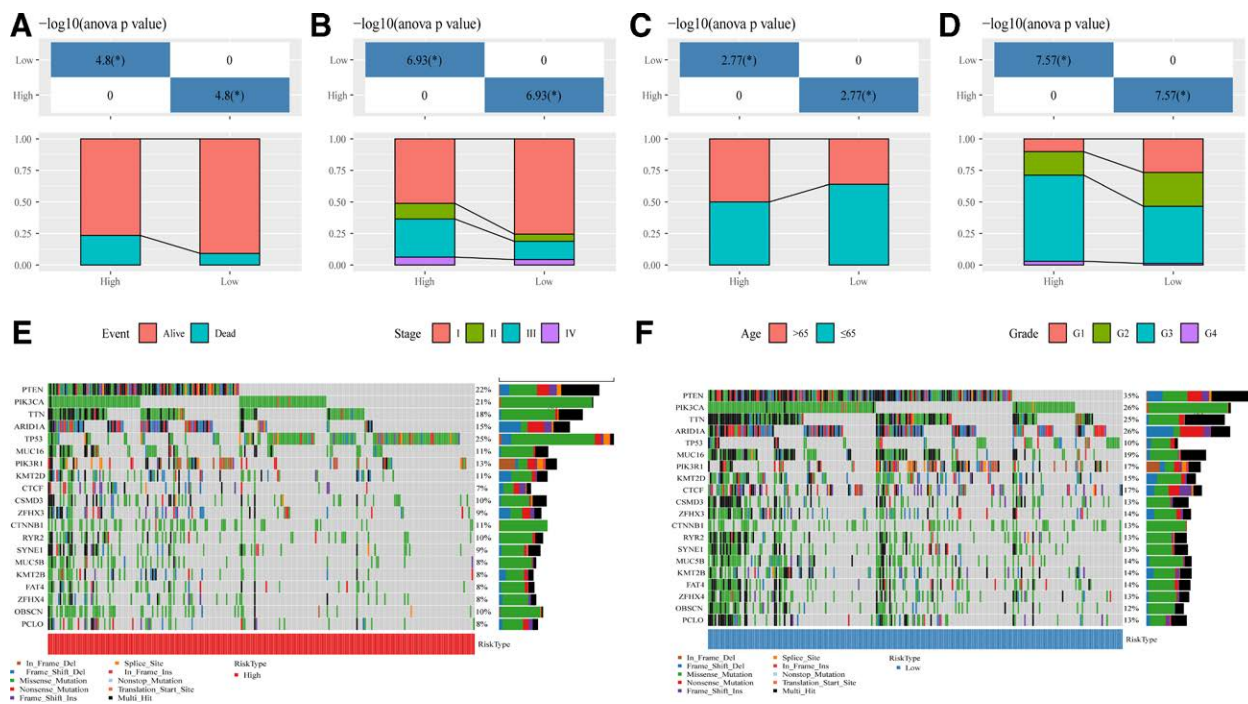 A
−log10(anova p value)
Low
4.8(*)
0
High
0
4.8(*)
1.00
0.75
0.50
0.25
0.00
High
Low
Event
Alive
Dead
B
−log10(anova p value)
6.93(*)
0
0
6.93(*)
1.00
0.75
0.50
0.25
0.00
High
Low
Stage
I
II
III
IV
C
−log10(anova p value)
Low
2.77(*)
0
High
0
2.77(*)
1.00
0.75
0.50
0.25
0.00
High
Low
Age
>65
≤65
D
−log10(anova p value)
Low
7.57(*)
0
High
0
7.57(*)
1.00
0.75
0.50
0.25
0.00
High
Low
Grade
G1
G2
G3
G4
E
PTEN 22%
PIK3CA 21%
TTN 18%
ARID1A 15%
TP53 25%
MUC16 11%
PIK3R1 13%
KMT2D 11%
CTCF 7%
CSMD3 10%
ZFHX3 9%
CTNNB1 11%
RYR2 10%
SYNE1 9%
MUC5B 8%
KMT2B 8%
FAT4 8%
ZFHX4 8%
OBSCN 10%
PCLO 8%
RiskType
In_Frame_Del
Frame_Shift_Del
Missense_Mutation
Nonsense_Mutation
Frame_Shift_Ins
Splice_Site
In_Frame_Ins
Nonstop_Mutation
Translation_Start_Site
Multi_Hit
RiskType
High
F
PTEN 35%
PIK3CA 26%
TTN 25%
ARID1A 26%
TP53 10%
MUC16 19%
PIK3R1 17%
KMT2D 15%
CTCF 17%
CSMD3 13%
ZFHX3 14%
CTNNB1 13%
RYR2 13%
SYNE1 13%
MUC5B 14%
KMT2B 14%
FAT4 14%
ZFHX4 13%
OBSCN 12%
PCLO 13%
RiskType
In_Frame_Del
Frame_Shift_Del
Missense_Mutation
Nonsense_Mutation
Frame_Shift_Ins
Splice_Site
In_Frame_Ins
Nonstop_Mutation
Translation_Start_Site
Multi_Hit
RiskType
Low